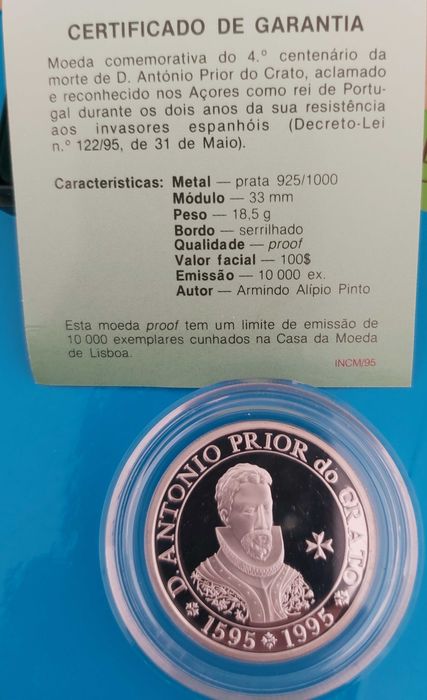 CERTIFICADO DE GARANTIA
Moeda comemorativa do 4.º centenário da
morte de D. António Prior do Crato, aclamado
e reconhecido nos Açores como rei de Portu-
gal durante os dois anos da sua resistência
aos invasores espanhóis (Decreto-Lei
n.º 122/95, de 31 de Maio).
Características: Metal — prata 925/1000
Módulo — 33 mm
Peso — 18,5 g
Bordo — serrilhado
Qualidade — proof
Valor facial — 100$
Emissão — 10 000 ex.
Autor — Armindo Alípio Pinto
Esta moeda proof tem um limite de emissão de
10 000 exemplares cunhados na Casa da Moeda
de Lisboa.
INCM/95
D. ANTONIO PRIOR do CRATO
1595 1995